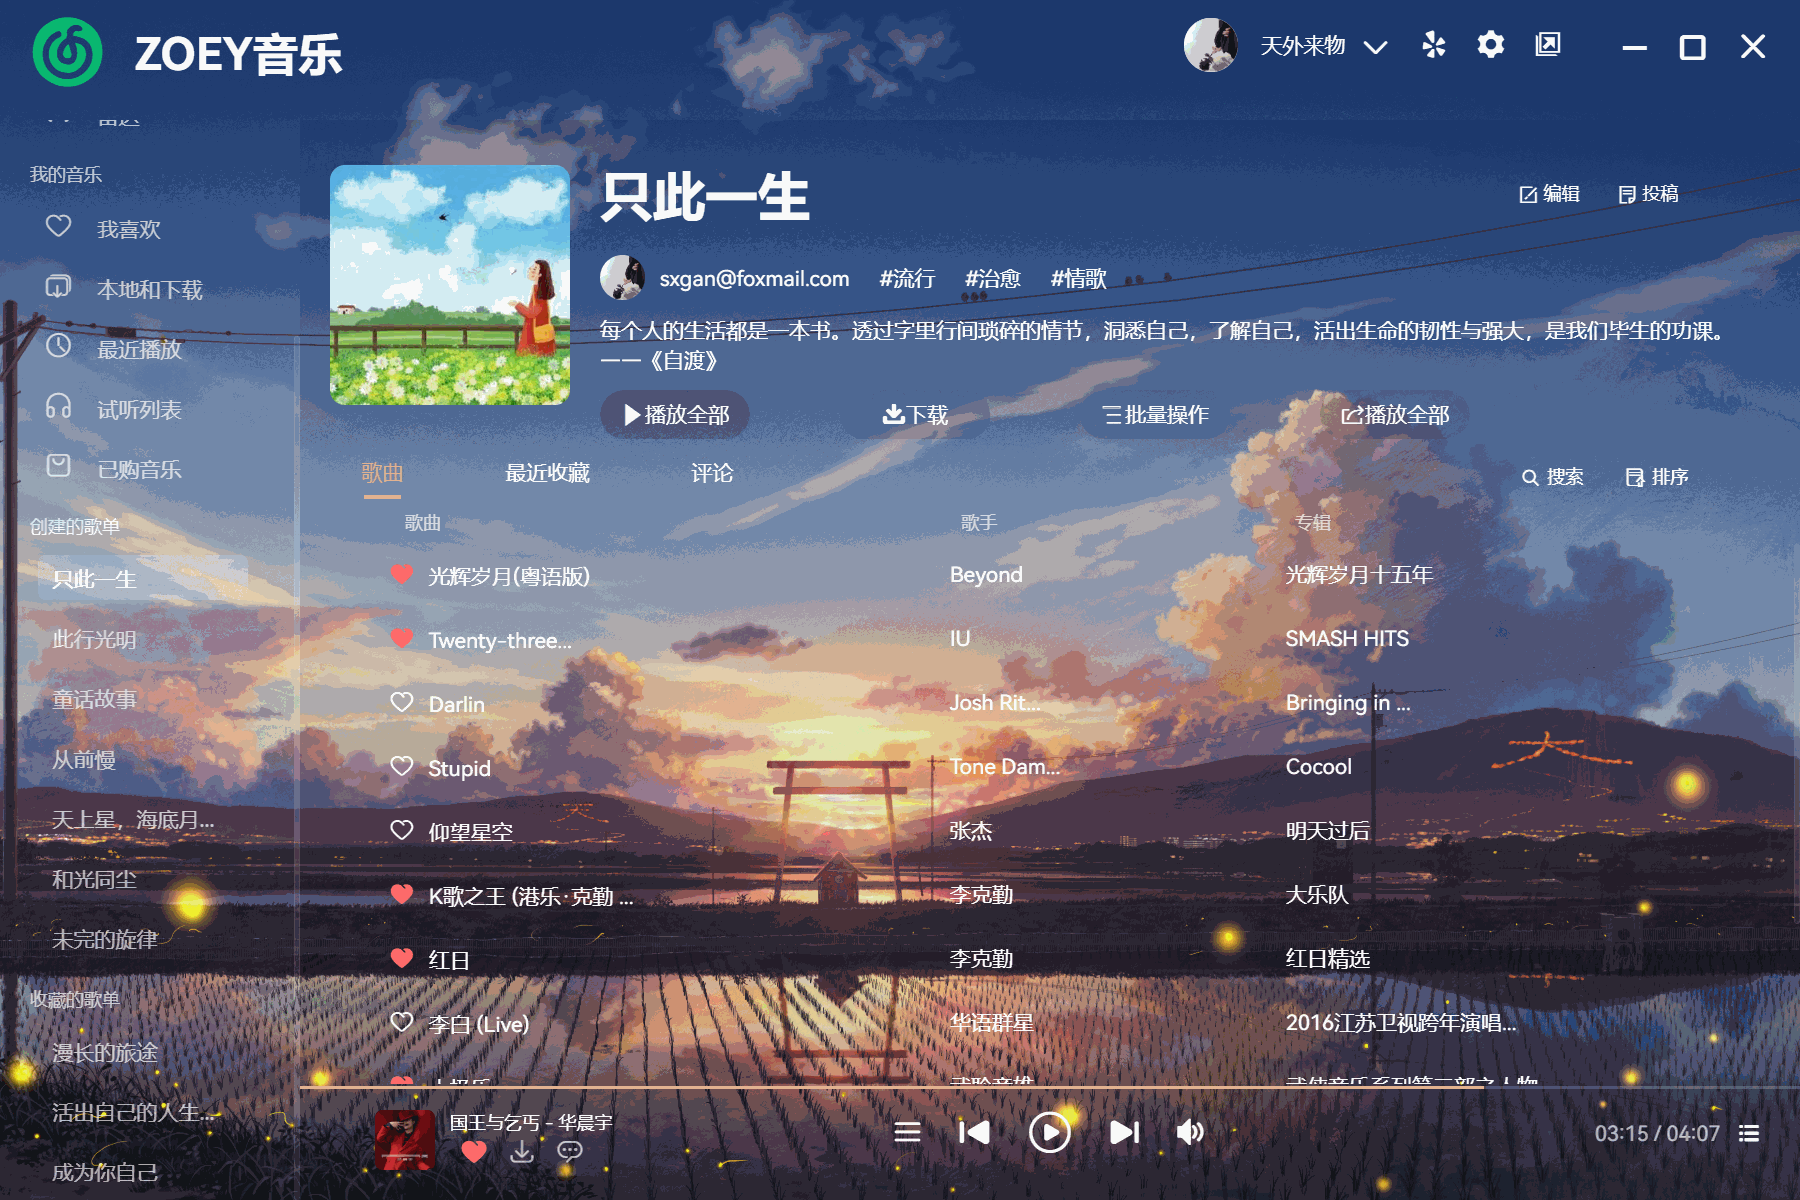 ZOEY音乐
天外来物
我的音乐
我喜欢
本地和下载
最近播放
试听列表
已购音乐
创建的歌单
只此一生
此行光明
童话故事
从前慢
天上星，海底月...
和光同尘
未完的旋律
收藏的歌单
漫长的旅途
活出自己的人生...
成为你自己
只此一生
编辑 投稿
sxgan@foxmail.com #流行 #治愈 #情歌
每个人的生活都是一本书。透过字里行间琐碎的情节，洞悉自己，了解自己，活出生命的韧性与强大，是我们毕生的功课。
——《自渡》
播放全部 下载 批量操作 播放全部
歌曲 最近收藏 评论 搜索 排序
歌曲 歌手 专辑
光辉岁月(粤语版) Beyond 光辉岁月十五年
Twenty-three... IU SMASH HITS
Darlin Josh Rit... Bringing in ...
Stupid Tone Dam... Cocool
仰望星空 张杰 明天过后
K歌之王 (港乐·克勤 ... 李克勤 大乐队
红日 李克勤 红日精选
李白 (Live) 华语群星 2016江苏卫视跨年演唱...
国王与乞丐 - 华晨宇
03:15 / 04:07